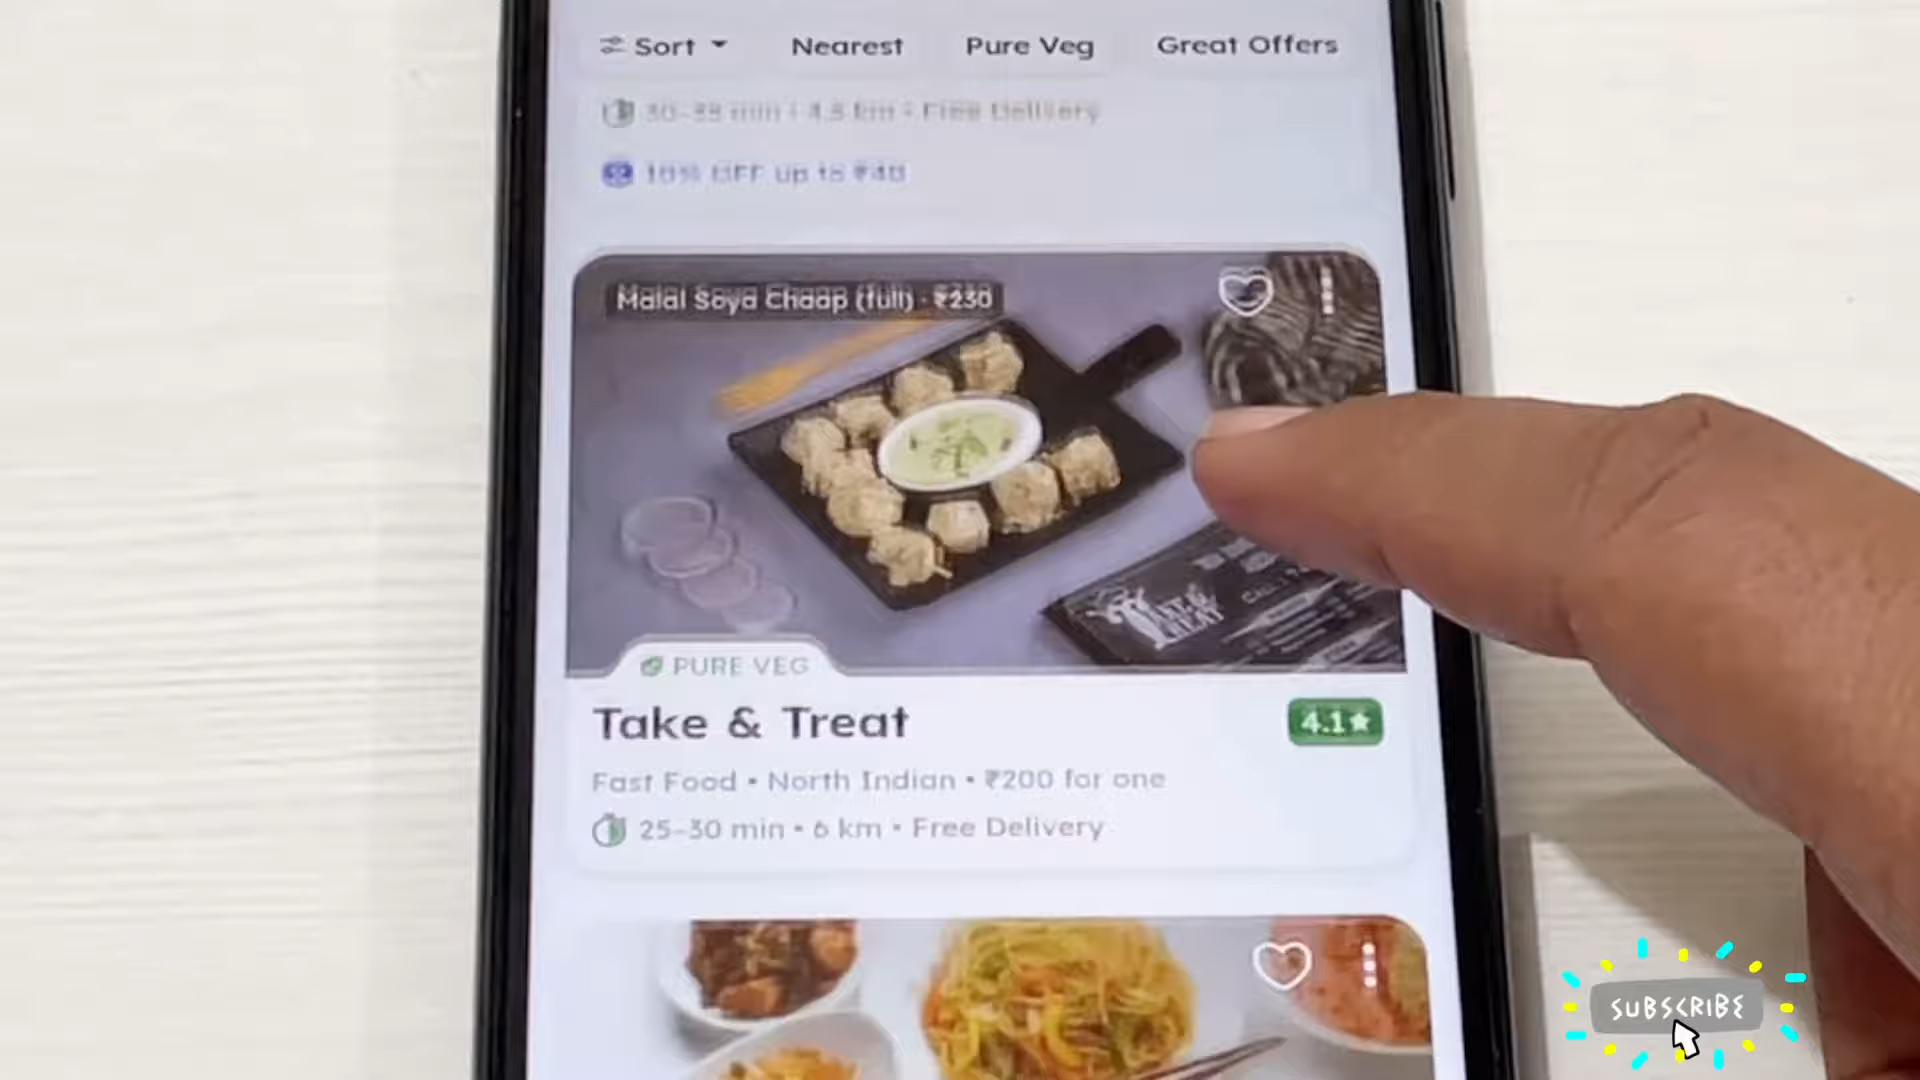 Sort
Nearest
Pure Veg
Great Offers
30-35 min • 4.5 km • Free Delivery
10% OFF up to ₹40
Malai Soya Chaap (full) · ₹230
PURE VEG
Take & Treat
4.1★
Fast Food • North Indian • ₹200 for one
25-30 min • 6 km • Free Delivery
SUBSCRIBE